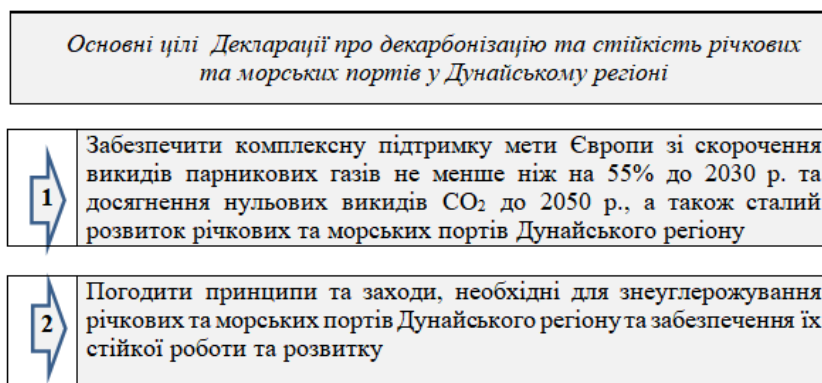 Основні цілі Декларації про декарбонізацію та стійкість річкових
та морських портів у Дунайському регіоні
1
Забезпечити комплексну підтримку мети Європи зі скорочення
викидів парникових газів не менше ніж на 55% до 2030 р. та
досягнення нульових викидів CO₂ до 2050 р., а також сталий
розвиток річкових та морських портів Дунайського регіону
2
Погодити принципи та заходи, необхідні для знеуглерожування
річкових та морських портів Дунайського регіону та забезпечення їх
стійкої роботи та розвитку